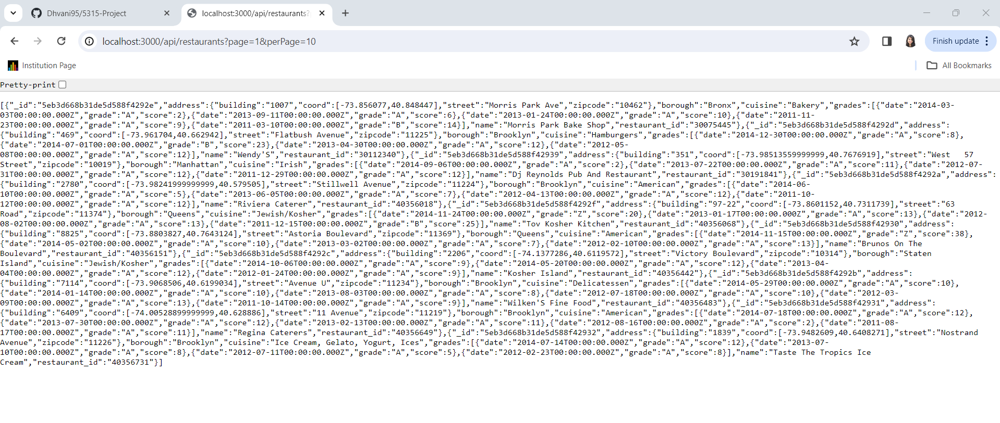 Dhvani95/5315-Project
localhost:3000/api/restaurants?
localhost:3000/api/restaurants?page=1&perPage=10
Finish update
Institution Page
All Bookmarks
Pretty-print
[{"_id":"5eb3d668b31de5d588f4292e","address":{"building":"1007","coord":[-73.856077,40.848447],"street":"Morris Park Ave","zipcode":"10462"},"borough":"Bronx","cuisine":"Bakery","grades":[{"date":"2014-03-
03T00:00:00.000Z","grade":"A","score":2},{"date":"2013-09-11T00:00:00.000Z","grade":"A","score":6},{"date":"2013-01-24T00:00:00.000Z","grade":"A","score":10},{"date":"2011-11-
23T00:00:00.000Z","grade":"A","score":9},{"date":"2011-03-10T00:00:00.000Z","grade":"B","score":14}],"name":"Morris Park Bake Shop","restaurant_id":"30075445"},{"_id":"5eb3d668b31de5d588f4292d","address":
{"building":"469","coord":[-73.961704,40.662942],"street":"Flatbush Avenue","zipcode":"11225"},"borough":"Brooklyn","cuisine":"Hamburgers","grades":[{"date":"2014-12-30T00:00:00.000Z","grade":"A","score":8},
{"date":"2014-07-01T00:00:00.000Z","grade":"B","score":23},{"date":"2013-04-30T00:00:00.000Z","grade":"A","score":12},{"date":"2012-05-
08T00:00:00.000Z","grade":"A","score":12}],"name":"Wendy'S","restaurant_id":"30112340"},{"_id":"5eb3d668b31de5d588f42939","address":{"building":"351","coord":[-73.98513559999999,40.7676919],"street":"West   57
Street","zipcode":"10019"},"borough":"Manhattan","cuisine":"Irish","grades":[{"date":"2014-09-06T00:00:00.000Z","grade":"A","score":2},{"date":"2013-07-22T00:00:00.000Z","grade":"A","score":11},{"date":"2012-07-
31T00:00:00.000Z","grade":"A","score":12},{"date":"2011-12-29T00:00:00.000Z","grade":"A","score":12}],"name":"Dj Reynolds Pub And Restaurant","restaurant_id":"30191841"},{"_id":"5eb3d668b31de5d588f4292a","address":
{"building":"2780","coord":[-73.98241999999999,40.579505],"street":"Stillwell Avenue","zipcode":"11224"},"borough":"Brooklyn","cuisine":"American","grades":[{"date":"2014-06-
10T00:00:00.000Z","grade":"A","score":5},{"date":"2013-06-05T00:00:00.000Z","grade":"A","score":7},{"date":"2012-04-13T00:00:00.000Z","grade":"A","score":12},{"date":"2011-10-
12T00:00:00.000Z","grade":"A","score":12}],"name":"Riviera Caterer","restaurant_id":"40356018"},{"_id":"5eb3d668b31de5d588f4292f","address":{"building":"97-22","coord":[-73.8601152,40.7311739],"street":"63
Road","zipcode":"11374"},"borough":"Queens","cuisine":"Jewish/Kosher","grades":[{"date":"2014-11-24T00:00:00.000Z","grade":"Z","score":20},{"date":"2013-01-17T00:00:00.000Z","grade":"A","score":13},{"date":"2012-
08-02T00:00:00.000Z","grade":"A","score":13},{"date":"2011-12-15T00:00:00.000Z","grade":"B","score":25}],"name":"Tov Kosher Kitchen","restaurant_id":"40356068"},{"_id":"5eb3d668b31de5d588f42930","address":
{"building":"8825","coord":[-73.8803827,40.7643124],"street":"Astoria Boulevard","zipcode":"11369"},"borough":"Queens","cuisine":"American","grades":[{"date":"2014-11-15T00:00:00.000Z","grade":"Z","score":38},
{"date":"2014-05-02T00:00:00.000Z","grade":"A","score":10},{"date":"2013-03-02T00:00:00.000Z","grade":"A","score":7},{"date":"2012-02-10T00:00:00.000Z","grade":"A","score":13}],"name":"Brunos On The
Boulevard","restaurant_id":"40356151"},{"_id":"5eb3d668b31de5d588f4292c","address":{"building":"2206","coord":[-74.1377286,40.6119572],"street":"Victory Boulevard","zipcode":"10314"},"borough":"Staten
Island","cuisine":"Jewish/Kosher","grades":[{"date":"2014-10-06T00:00:00.000Z","grade":"A","score":9},{"date":"2014-05-20T00:00:00.000Z","grade":"A","score":12},{"date":"2013-04-
04T00:00:00.000Z","grade":"A","score":12},{"date":"2012-01-24T00:00:00.000Z","grade":"A","score":9}],"name":"Kosher Island","restaurant_id":"40356442"},{"_id":"5eb3d668b31de5d588f4292b","address":
{"building":"7114","coord":[-73.9068506,40.6199034],"street":"Avenue U","zipcode":"11234"},"borough":"Brooklyn","cuisine":"Delicatessen","grades":[{"date":"2014-05-29T00:00:00.000Z","grade":"A","score":10},
{"date":"2014-01-14T00:00:00.000Z","grade":"A","score":10},{"date":"2013-08-03T00:00:00.000Z","grade":"A","score":8},{"date":"2012-07-18T00:00:00.000Z","grade":"A","score":10},{"date":"2012-03-
09T00:00:00.000Z","grade":"A","score":13},{"date":"2011-10-14T00:00:00.000Z","grade":"A","score":9}],"name":"Wilken'S Fine Food","restaurant_id":"40356483"},{"_id":"5eb3d668b31de5d588f42931","address":
{"building":"6409","coord":[-74.00528899999999,40.628886],"street":"11 Avenue","zipcode":"11219"},"borough":"Brooklyn","cuisine":"American","grades":[{"date":"2014-07-18T00:00:00.000Z","grade":"A","score":12},
{"date":"2013-07-30T00:00:00.000Z","grade":"A","score":12},{"date":"2013-02-13T00:00:00.000Z","grade":"A","score":11},{"date":"2012-08-16T00:00:00.000Z","grade":"A","score":2},{"date":"2011-08-
17T00:00:00.000Z","grade":"A","score":11}],"name":"Regina Caterers","restaurant_id":"40356649"},{"_id":"5eb3d668b31de5d588f42932","address":{"building":"1839","coord":[-73.9482609,40.6408271],"street":"Nostrand
Avenue","zipcode":"11226"},"borough":"Brooklyn","cuisine":"Ice Cream, Gelato, Yogurt, Ices","grades":[{"date":"2014-07-14T00:00:00.000Z","grade":"A","score":12},{"date":"2013-07-
10T00:00:00.000Z","grade":"A","score":8},{"date":"2012-07-11T00:00:00.000Z","grade":"A","score":5},{"date":"2012-02-23T00:00:00.000Z","grade":"A","score":8}],"name":"Taste The Tropics Ice
Cream","restaurant_id":"40356731"}]